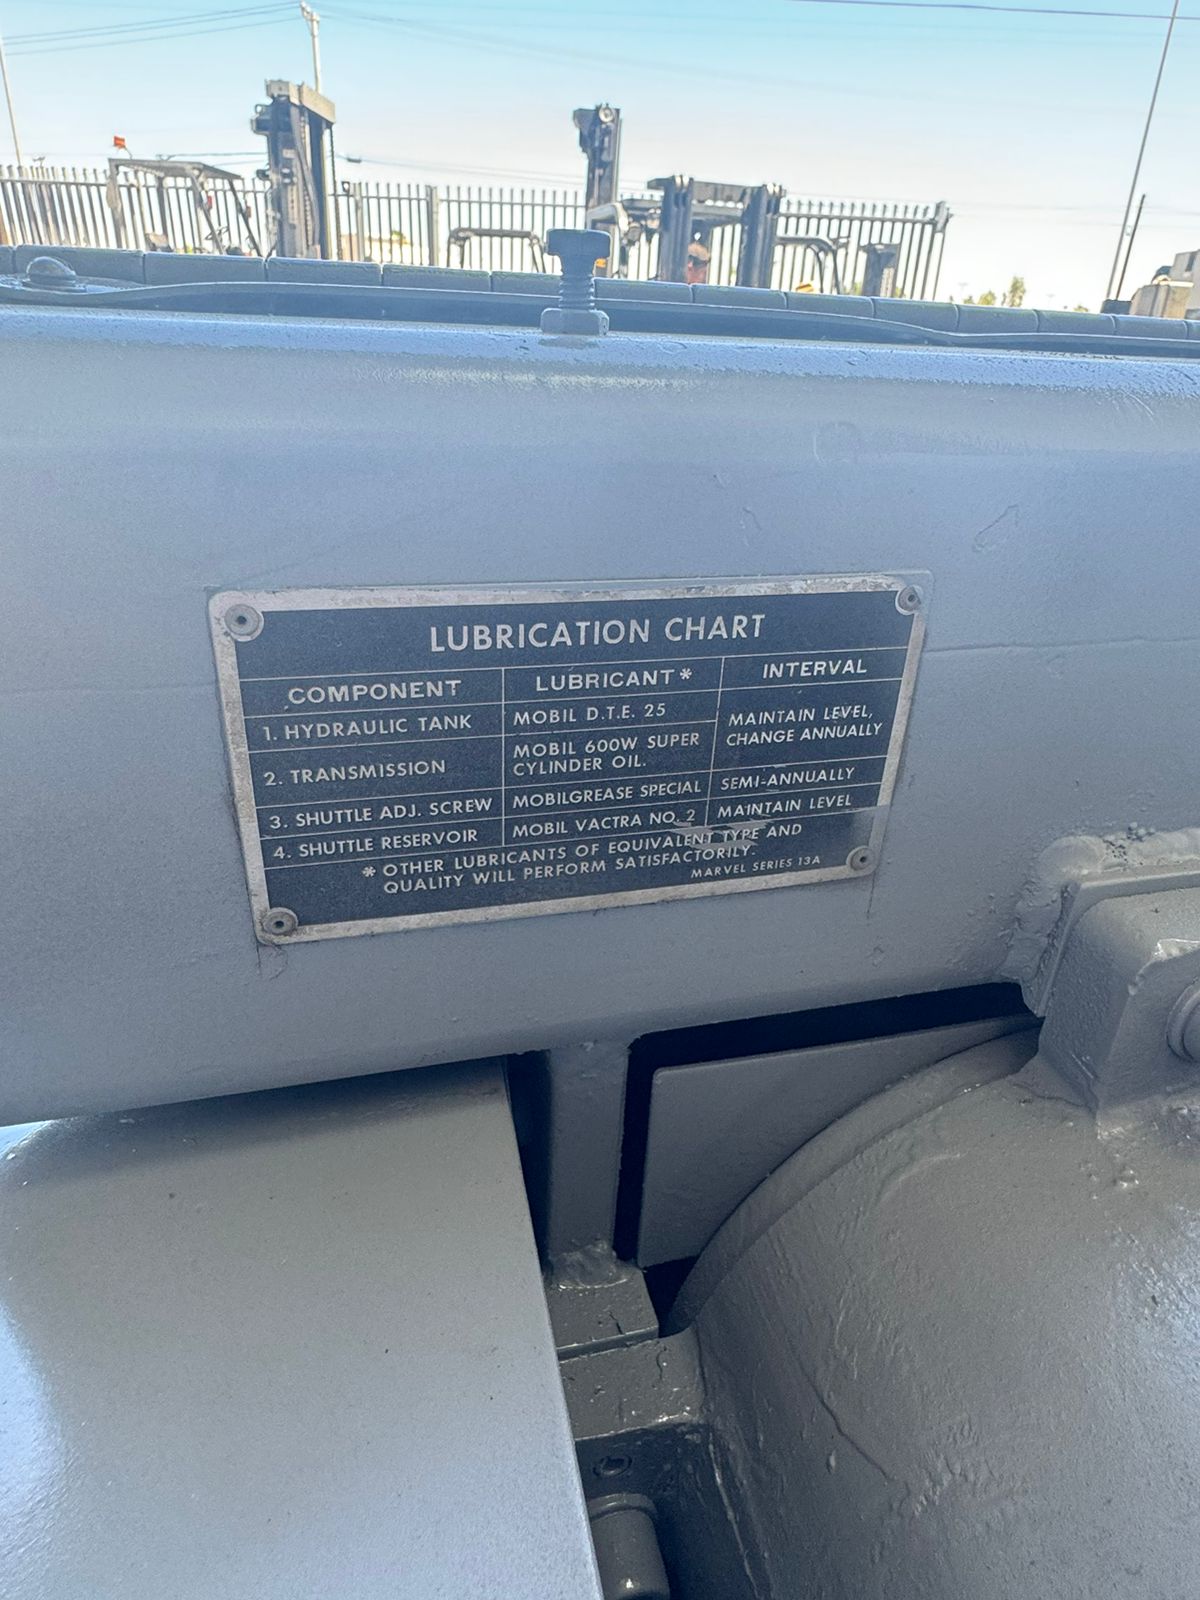 LUBRICATION CHART
COMPONENT LUBRICANT* INTERVAL
1. HYDRAULIC TANK MOBIL D.T.E. 25 MAINTAIN LEVEL,
CHANGE ANNUALLY
2. TRANSMISSION MOBIL 600W SUPER
CYLINDER OIL.
3. SHUTTLE ADJ. SCREW MOBILGREASE SPECIAL SEMI-ANNUALLY
4. SHUTTLE RESERVOIR MOBIL VACTRA NO. 2 MAINTAIN LEVEL
* OTHER LUBRICANTS OF EQUIVALENT TYPE AND
QUALITY WILL PERFORM SATISFACTORILY.
MARVEL SERIES 13A